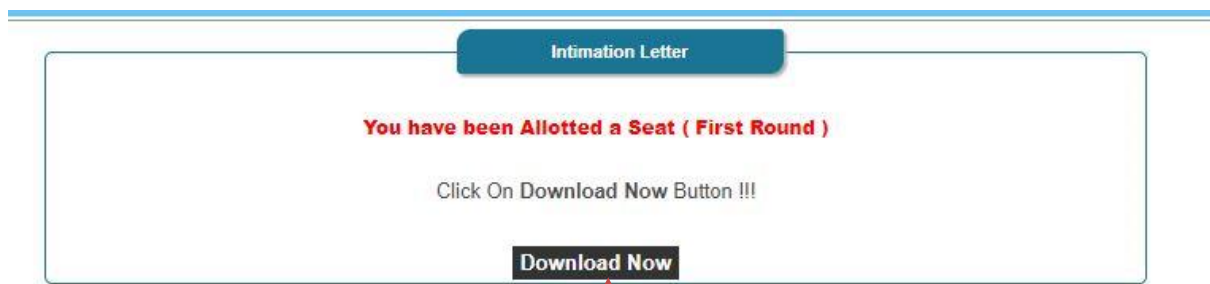 Intimation Letter
You have been Allotted a Seat ( First Round )
Click On Download Now Button !!!
Download Now